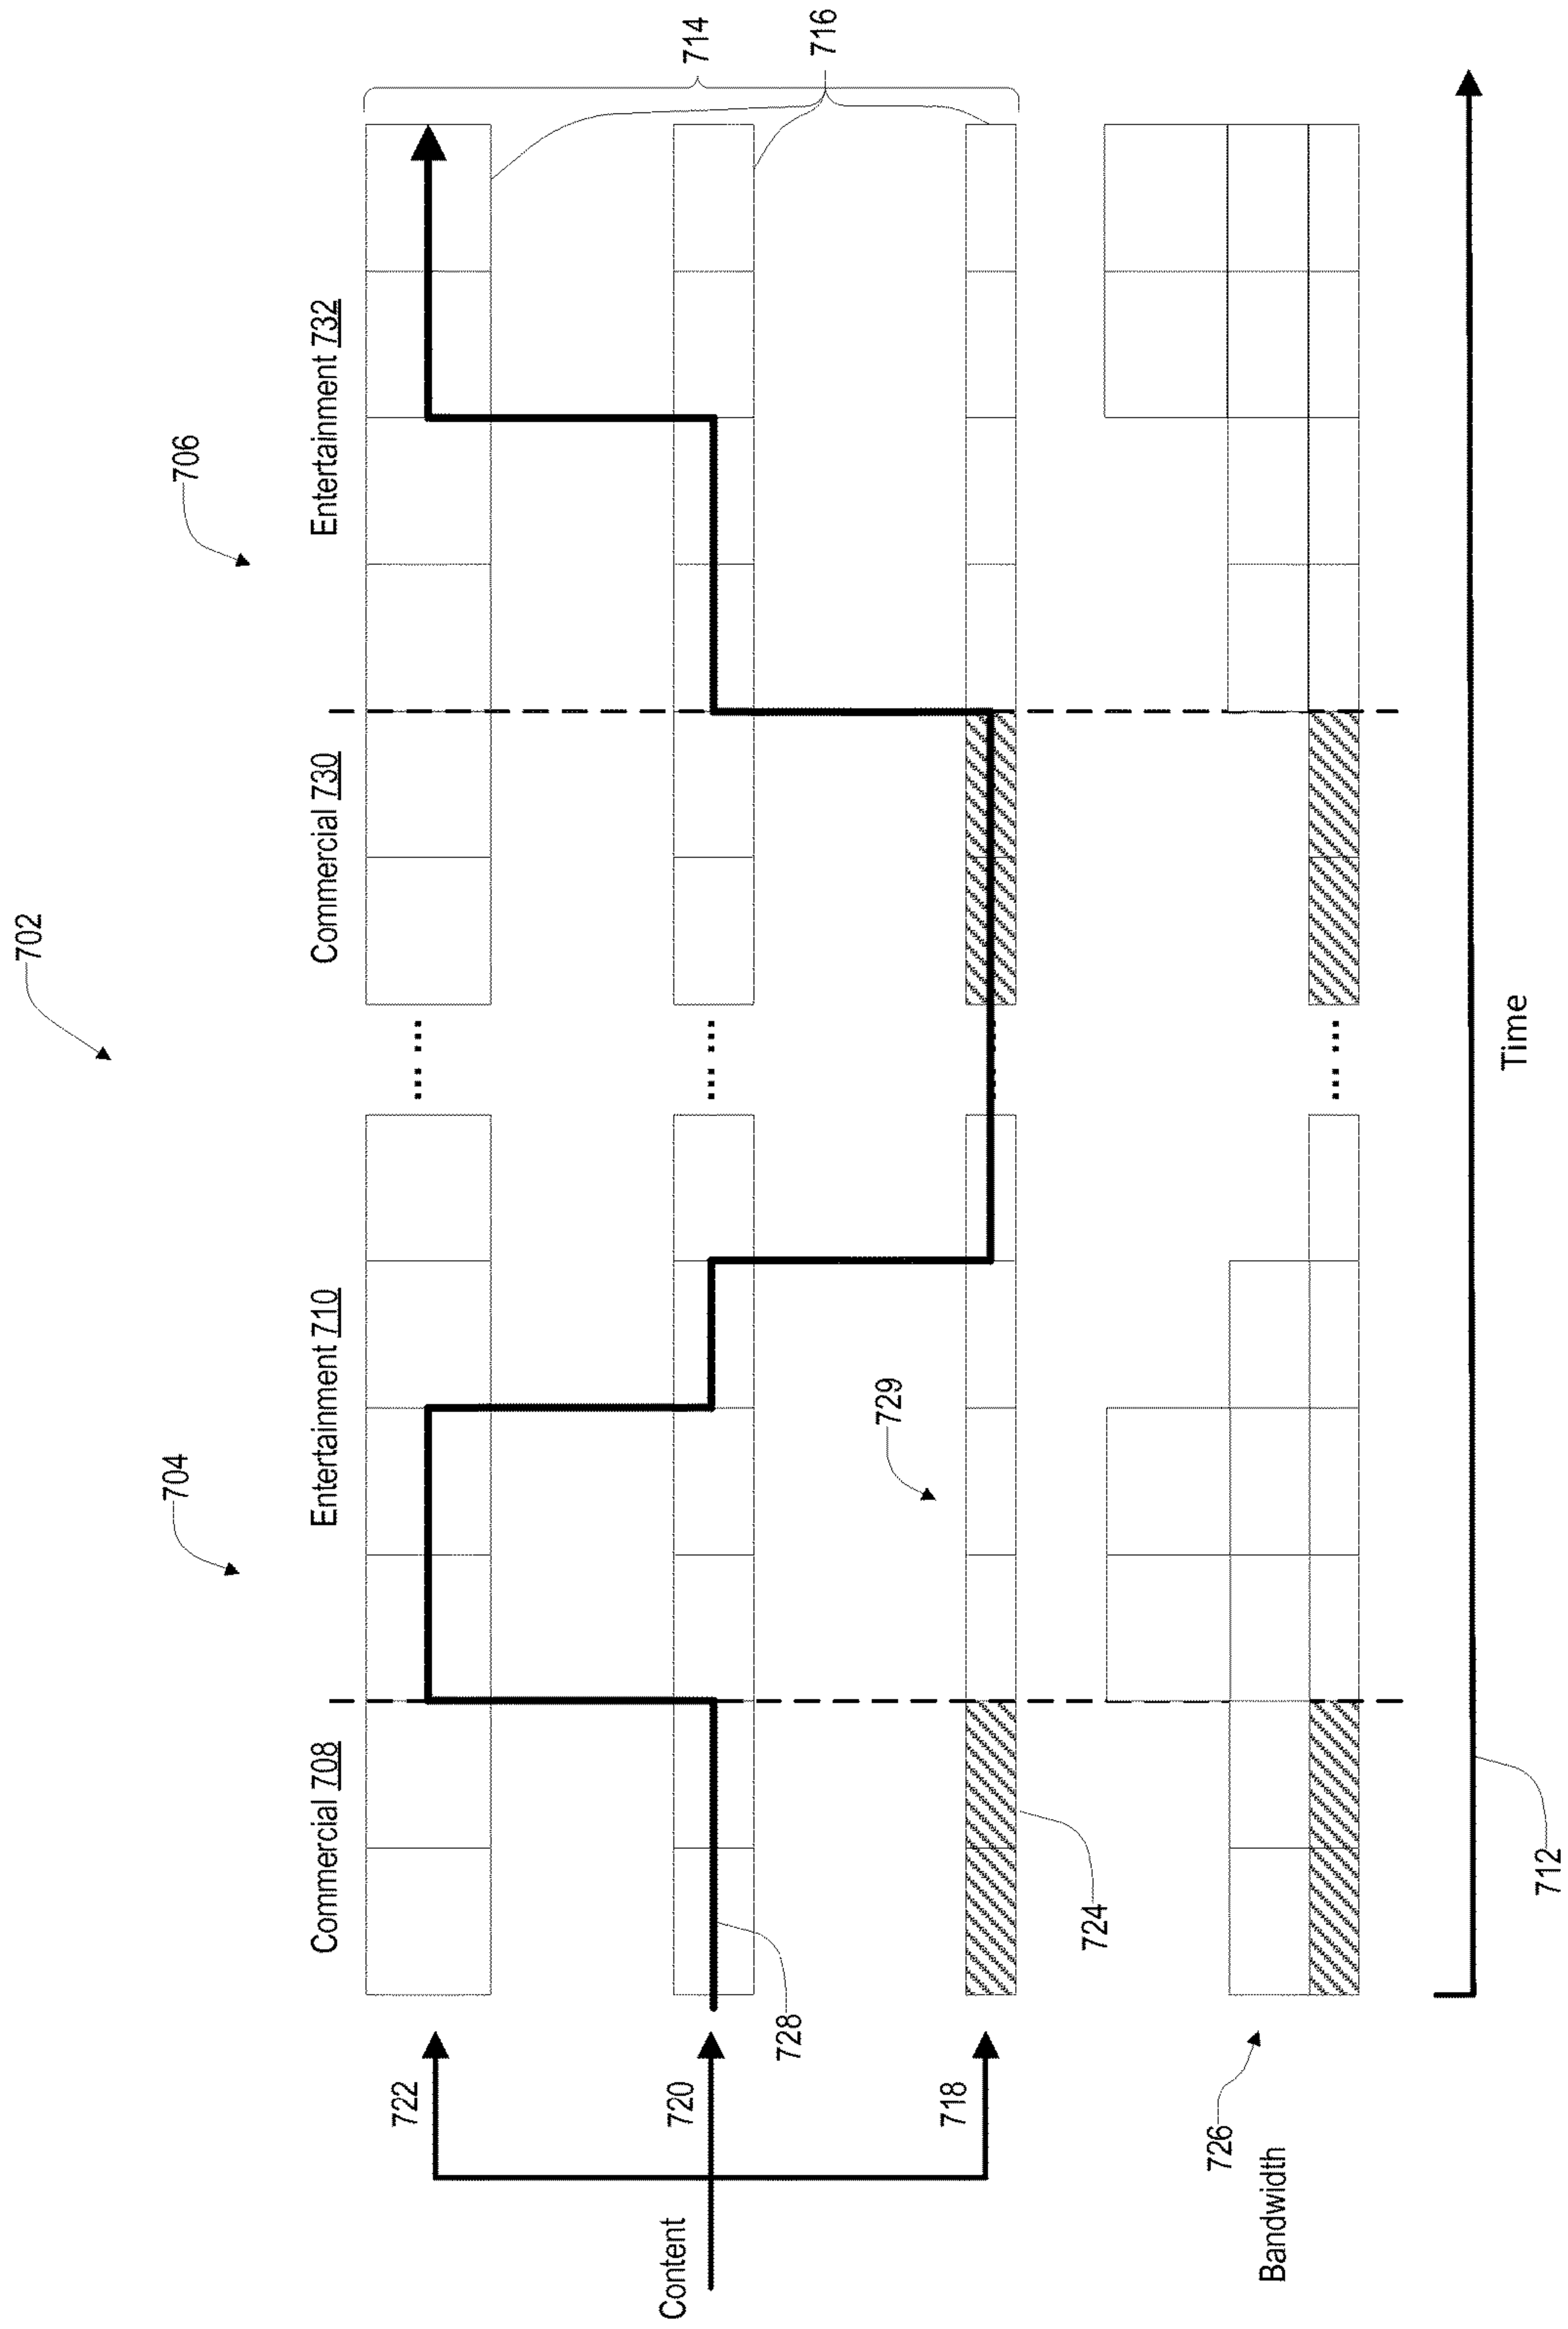 702
704
706
Commercial 708
Entertainment 710
Commercial 730
Entertainment 732
714
716
722
Content
720
718
728
729
724
... ...
... ...
... ...
726
Bandwidth
712
Time